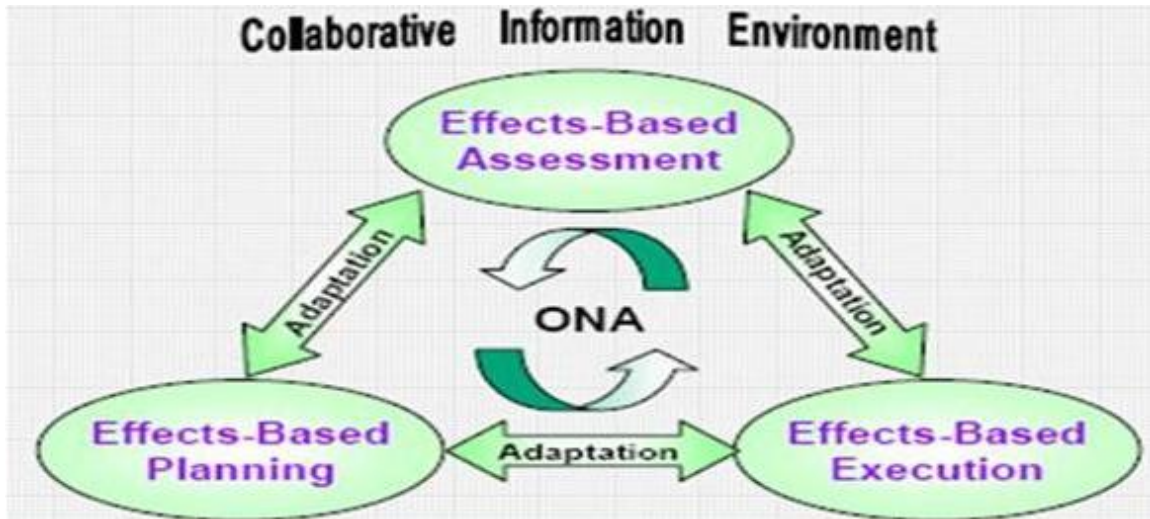 Collaborative Information Environment
Effects-Based
Assessment
Adaptation
Adaptation
ONA
Effects-Based
Planning
Adaptation
Effects-Based
Execution